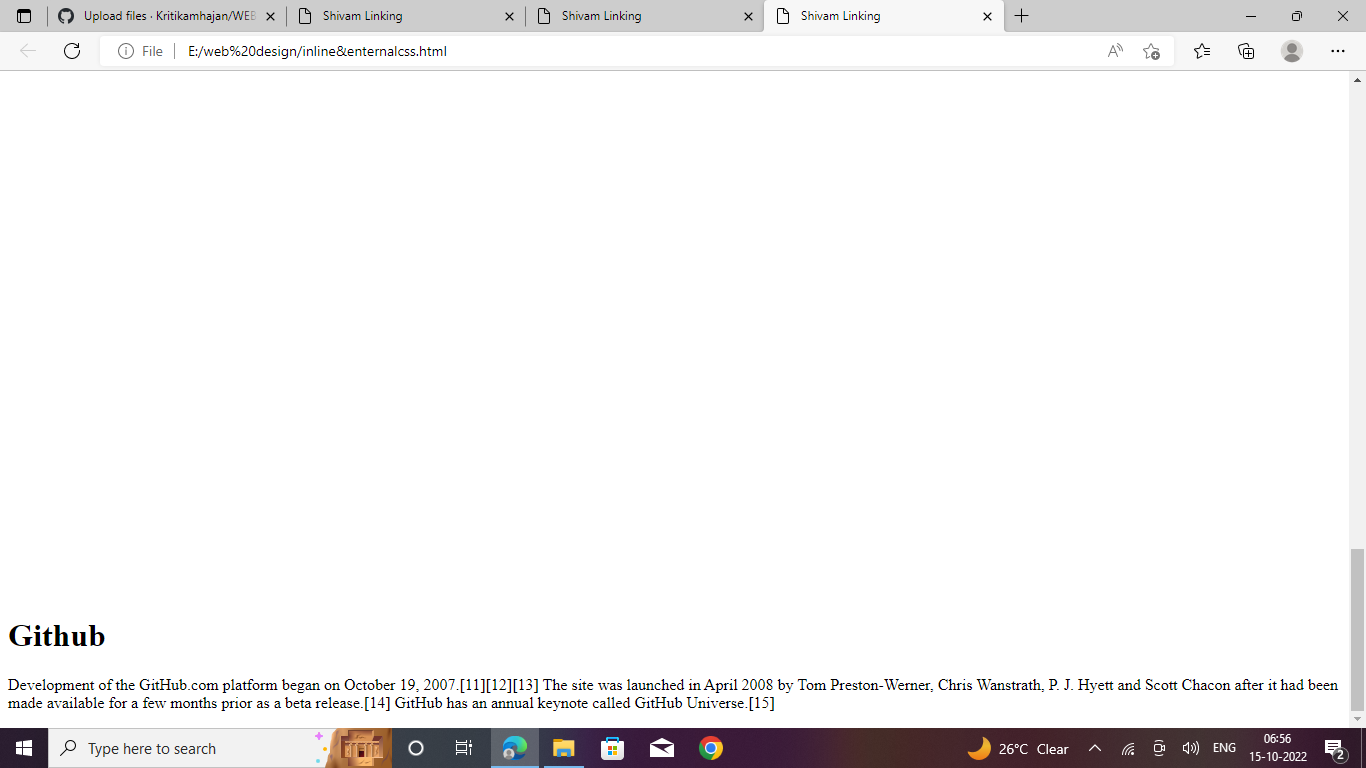 Upload files · Kritikamhajan/WEB
Shivam Linking
Shivam Linking
Shivam Linking
File
E:/web%20design/inline&enternalcss.html
Github
Development of the GitHub.com platform began on October 19, 2007.[11][12][13] The site was launched in April 2008 by Tom Preston-Werner, Chris Wanstrath, P. J. Hyett and Scott Chacon after it had been
made available for a few months prior as a beta release.[14] GitHub has an annual keynote called GitHub Universe.[15]
Type here to search
26°C Clear
ENG
06:56
15-10-2022
2